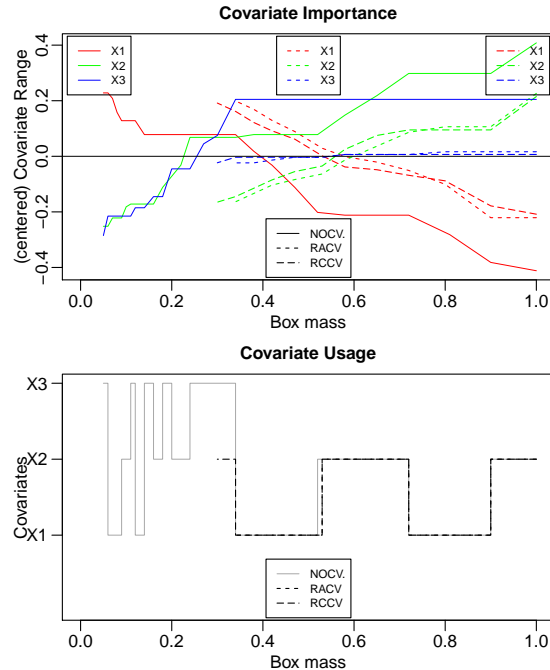 Covariate Importance
(centered) Covariate Range
0.4
0.2
0.0
−0.2
−0.4
X1
X2
X3
X1
X2
X3
X1
X2
X3
NOCV.
RACV
RCCV
0.0
0.2
0.4
0.6
0.8
1.0
Box mass
Covariate Usage
Covariates
X3
X2
X1
NOCV.
RACV
RCCV
0.0
0.2
0.4
0.6
0.8
1.0
Box mass